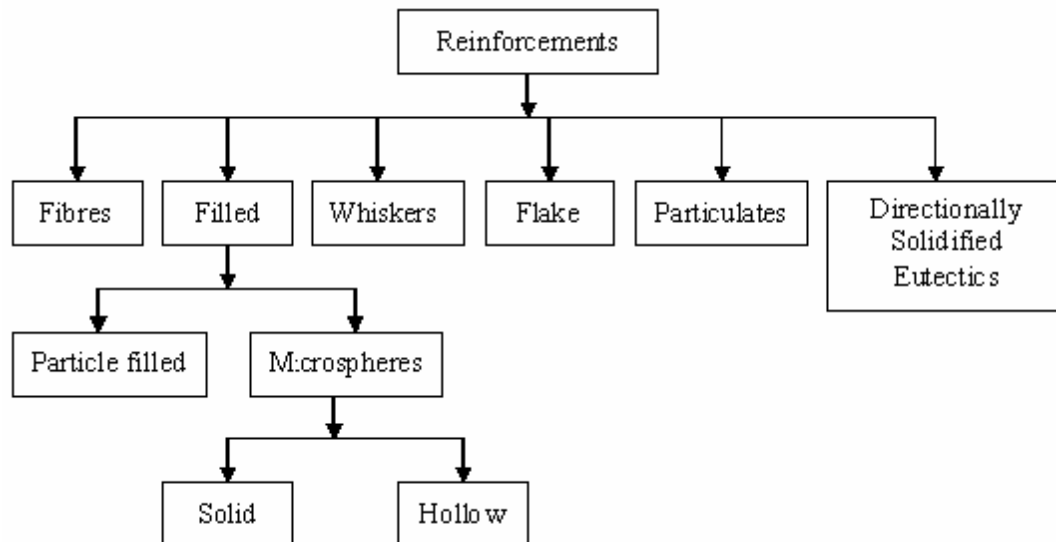 Reinforcements
Fibres
Filled
Whiskers
Flake
Particulates
Directionally
Solidified
Eutectics
Particle filled
M:crospheres
Solid
Hollow